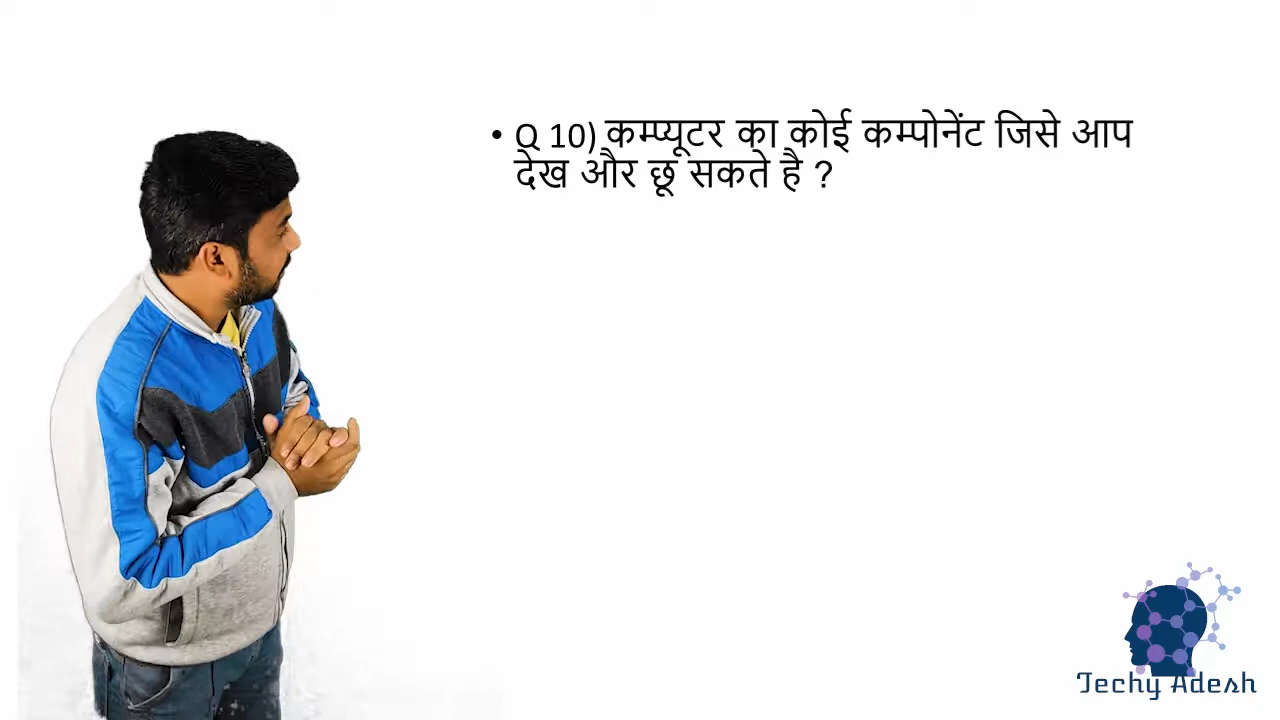 • Q 10) कम्प्यूटर का कोई कम्पोनेंट जिसे आप
देख और छू सकते है ?
Techy Adesh